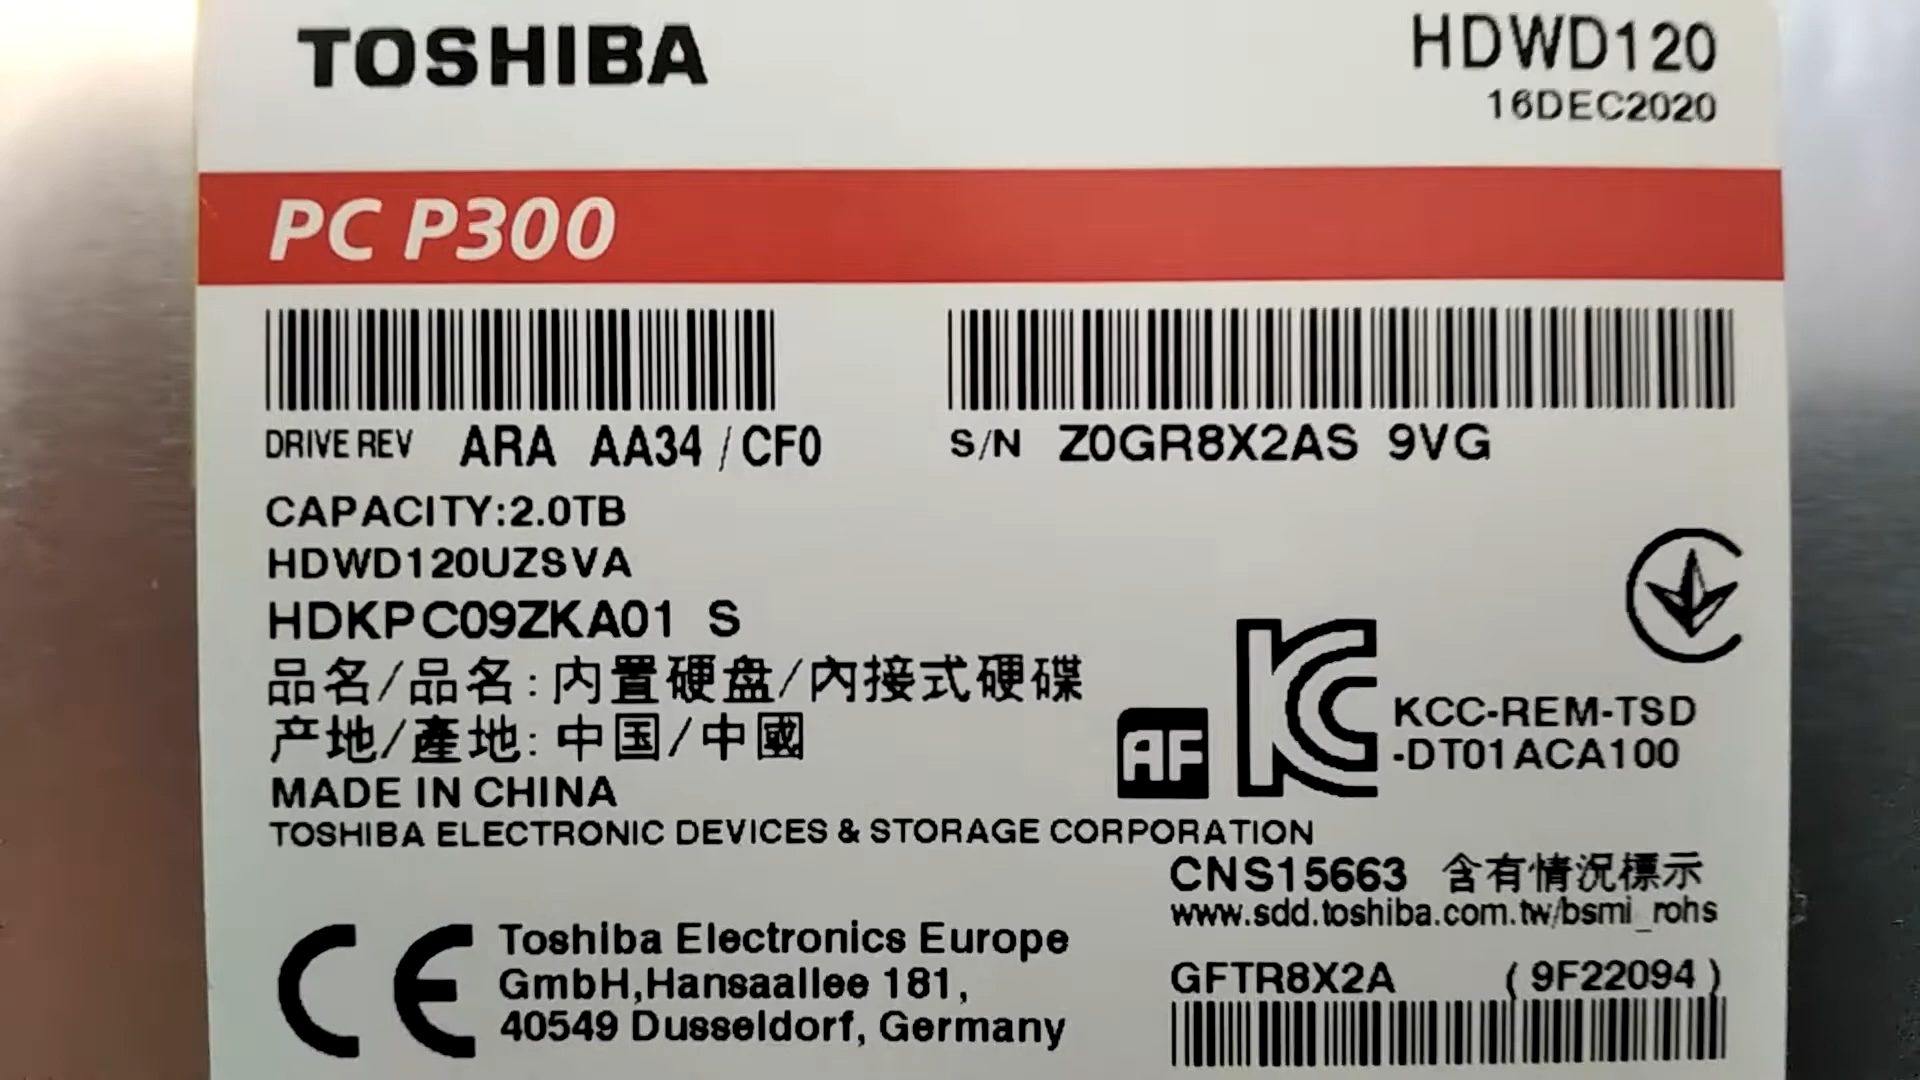 TOSHIBA
HDWD120
16DEC2020
PC P300
DRIVE REV ARA AA34 / CF0
S/N Z0GR8X2AS 9VG
CAPACITY:2.0TB
HDWD120UZSVA
HDKPC09ZKA01 S
品名/品名: 内置硬盘/內接式硬碟
产地/產地: 中国/中國
MADE IN CHINA
AF
KCC-REM-TSD
-DT01ACA100
TOSHIBA ELECTRONIC DEVICES & STORAGE CORPORATION
CNS15663 含有情況標示
www.sdd.toshiba.com.tw/bsmi_rohs
CE
Toshiba Electronics Europe
GmbH,Hansaallee 181,
40549 Dusseldorf, Germany
GFTR8X2A ( 9F22094 )